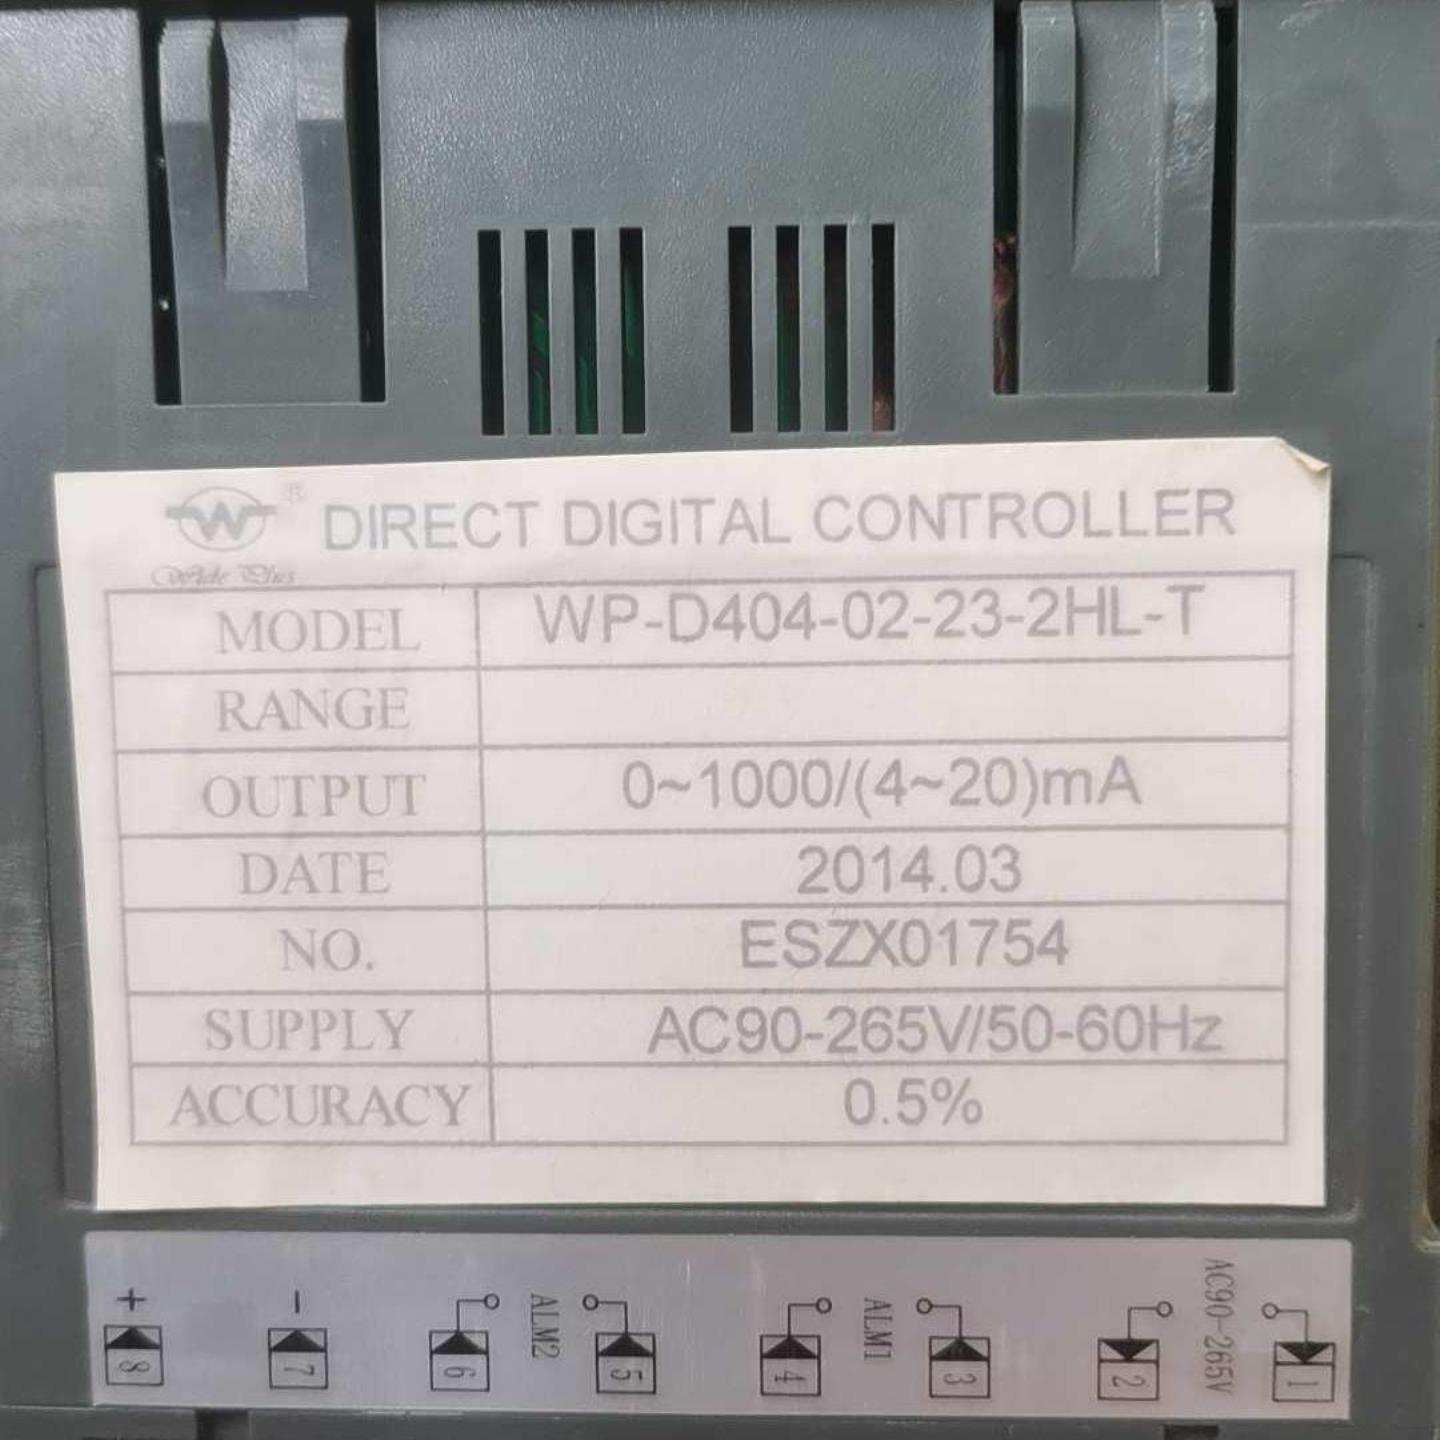 W ®
Wide Plus
DIRECT DIGITAL CONTROLLER
MODEL WP-D404-02-23-2HL-T
RANGE
OUTPUT 0~1000/(4~20)mA
DATE 2014.03
NO. ESZX01754
SUPPLY AC90-265V/50-60Hz
ACCURACY 0.5%
+ - ALM2 ALM1 AC90-265V
8 7 6 5 4 3 2 1